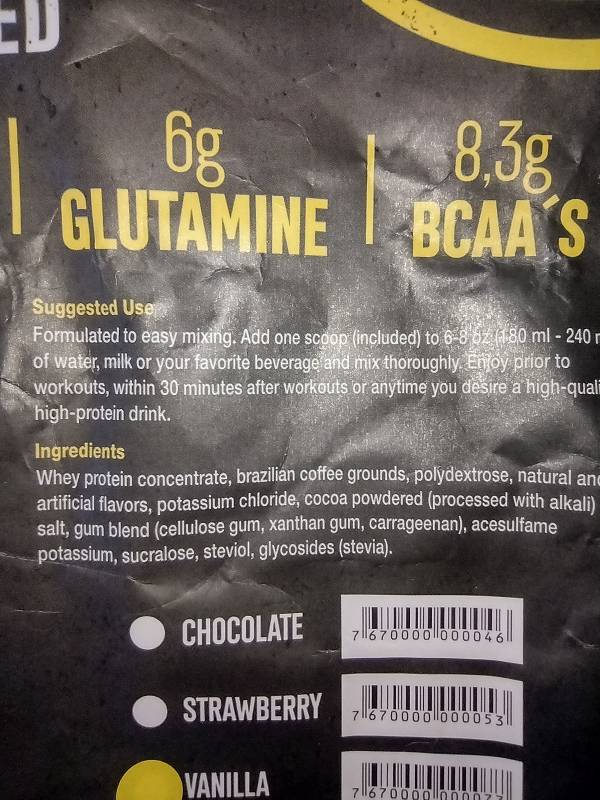 ED
6g
GLUTAMINE
8,3g
BCAA´S
Suggested Use
Formulated to easy mixing. Add one scoop (included) to 6-8 oz (180 ml - 240
of water, milk or your favorite beverage and mix thoroughly. Enjoy prior to
workouts, within 30 minutes after workouts or anytime you desire a high-quali
high-protein drink.
Ingredients
Whey protein concentrate, brazilian coffee grounds, polydextrose, natural and
artificial flavors, potassium chloride, cocoa powdered (processed with alkali)
salt, gum blend (cellulose gum, xanthan gum, carrageenan), acesulfame
potassium, sucralose, steviol, glycosides (stevia).
CHOCOLATE
7 670000 000046
STRAWBERRY
7 670000 000053
VANILLA